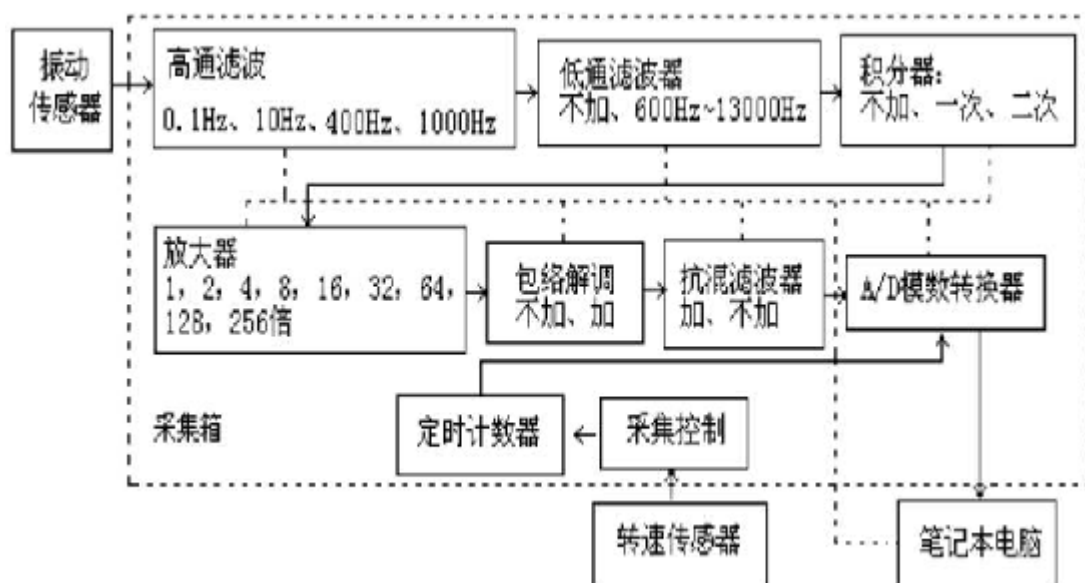 振动
传感器
高通滤波
0.1Hz、10Hz、400Hz、1000Hz
低通滤波器
不加、600Hz~13000Hz
积分器：
不加、一次、二次
放大器
1, 2, 4, 8, 16, 32, 64,
128, 256倍
包络解调
不加、加
抗混滤波器
加、不加
A/D模数转换器
采集箱
定时计数器
采集控制
转速传感器
笔记本电脑